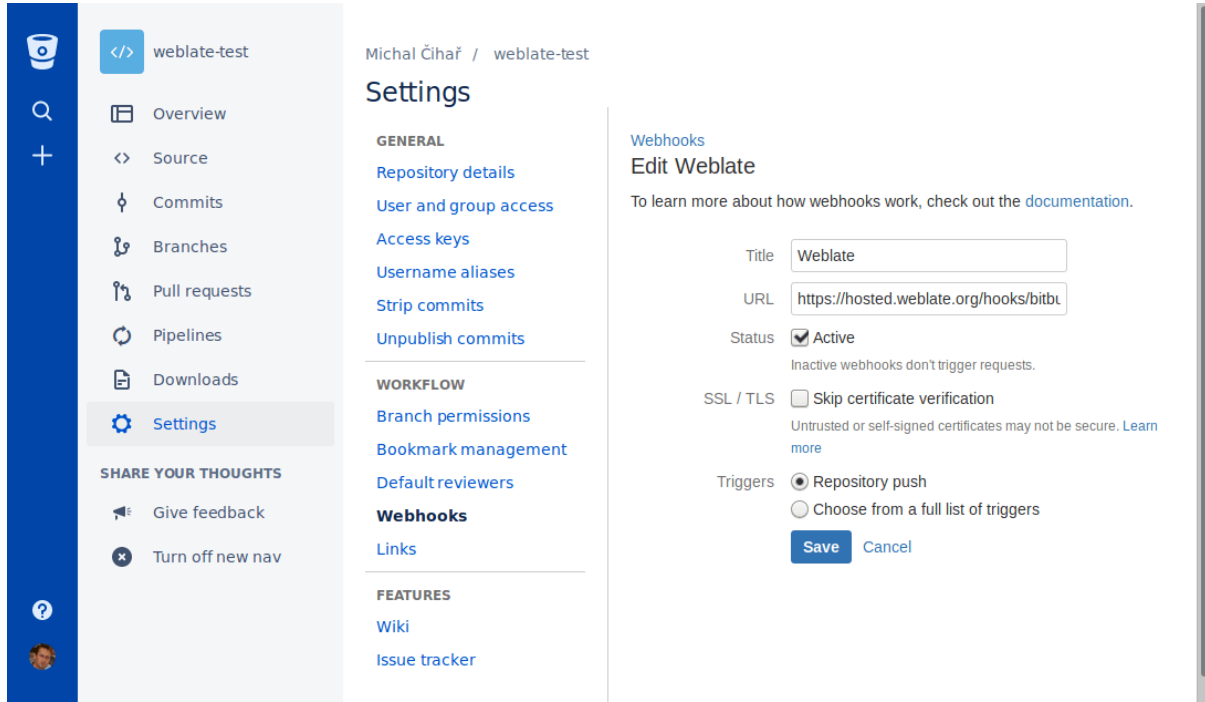 weblate-test
Overview
Source
Commits
Branches
Pull requests
Pipelines
Downloads
Settings
SHARE YOUR THOUGHTS
Give feedback
Turn off new nav
Michal Čihař / weblate-test
Settings
GENERAL
Repository details
User and group access
Access keys
Username aliases
Strip commits
Unpublish commits
WORKFLOW
Branch permissions
Bookmark management
Default reviewers
Webhooks
Links
FEATURES
Wiki
Issue tracker
Webhooks
Edit Weblate
To learn more about how webhooks work, check out the documentation.
Title Weblate
URL https://hosted.weblate.org/hooks/bitbu
Status Active
Inactive webhooks don't trigger requests.
SSL / TLS Skip certificate verification
Untrusted or self-signed certificates may not be secure. Learn
more
Triggers Repository push
Choose from a full list of triggers
Save Cancel